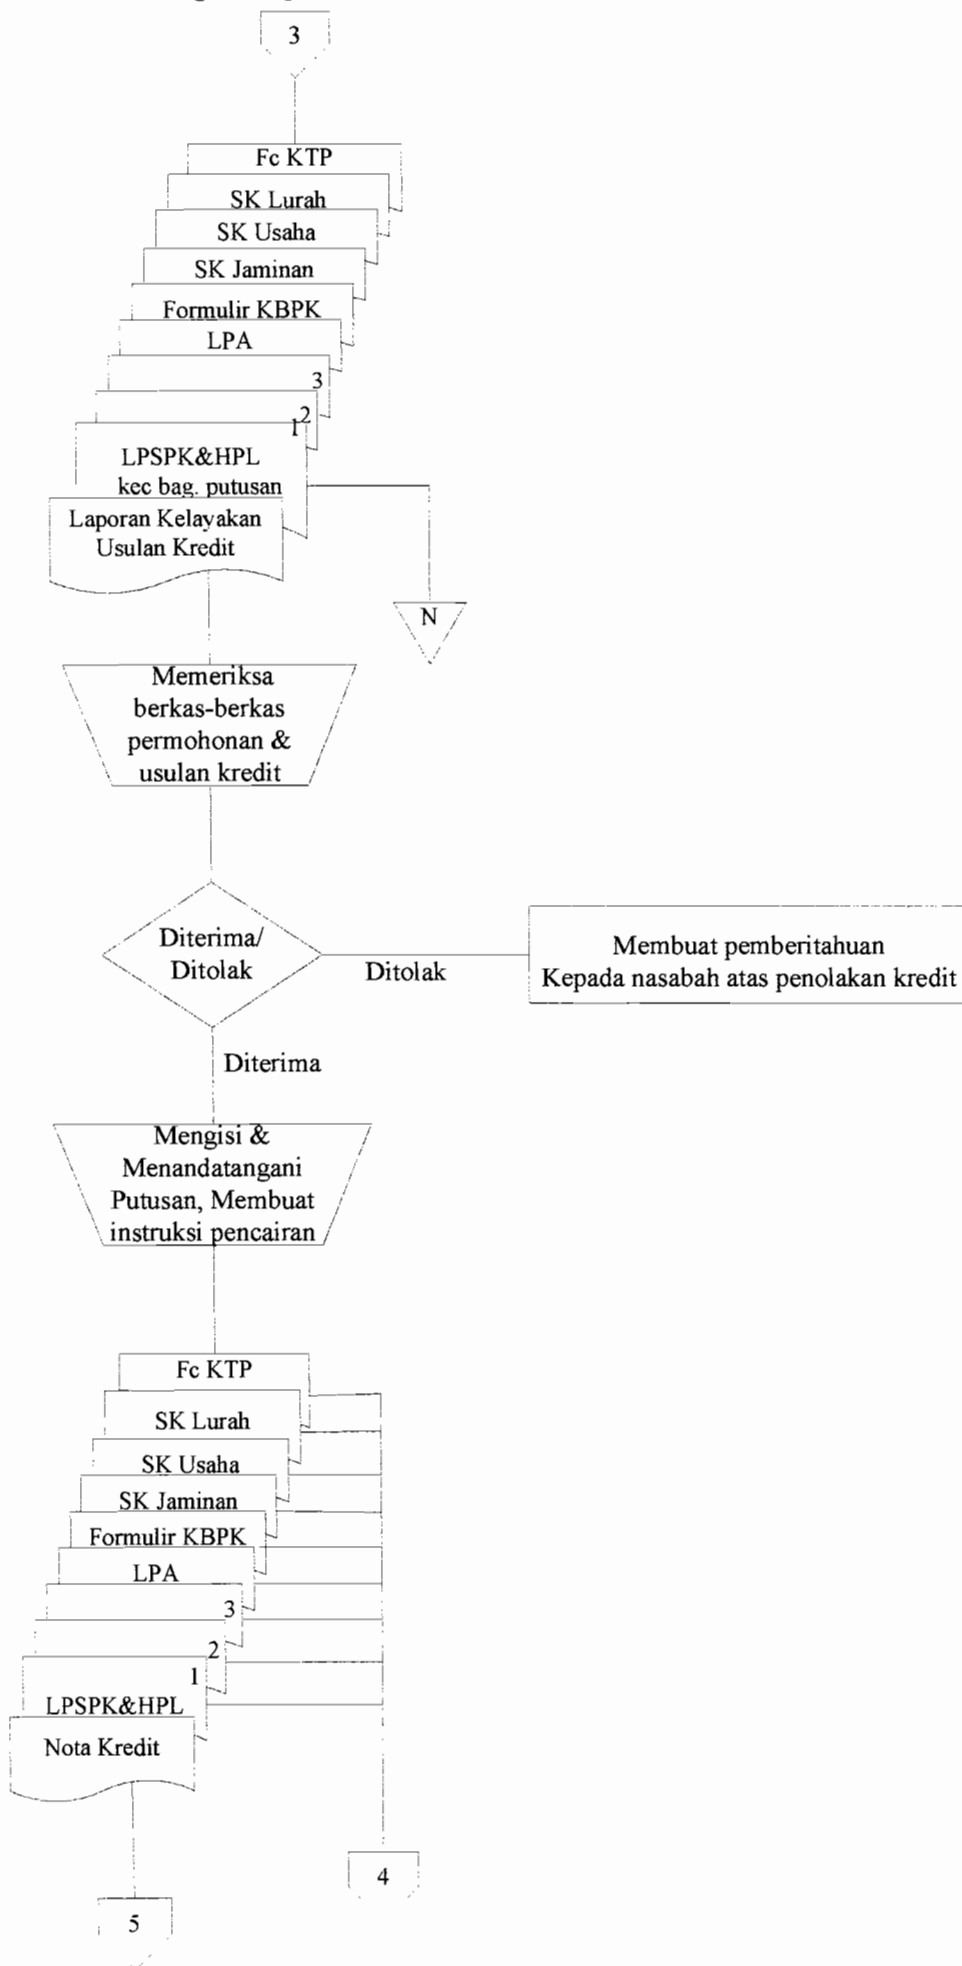 3
Fc KTP
SK Lurah
SK Usaha
SK Jaminan
Formulir KBPK
LPA
3
2
1
LPSPK&HPL
kec bag. putusan
Laporan Kelayakan
Usulan Kredit
N
Memeriksa
berkas-berkas
permohonan &
usulan kredit
Diterima/
Ditolak
Ditolak
Membuat pemberitahuan
Kepada nasabah atas penolakan kredit
Diterima
Mengisi &
Menandatangani
Putusan, Membuat
instruksi pencairan
Fc KTP
SK Lurah
SK Usaha
SK Jaminan
Formulir KBPK
LPA
3
2
1
LPSPK&HPL
Nota Kredit
4
5